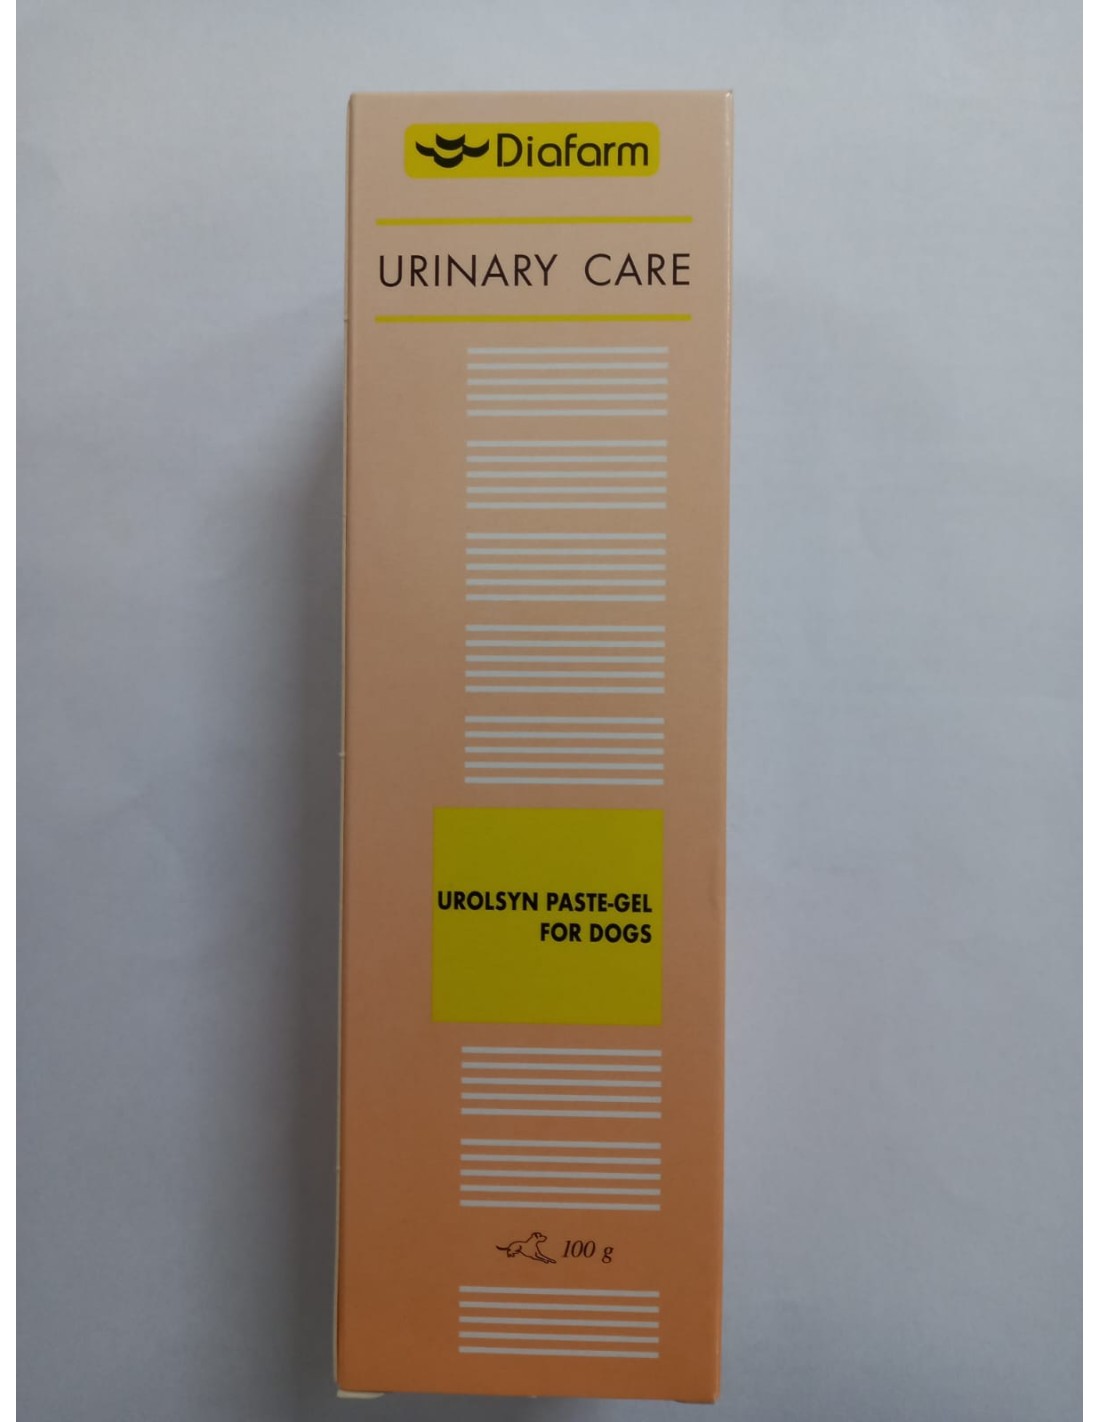 Diafarm
URINARY CARE
UROLSYN PASTE-GEL
FOR DOGS
100 g